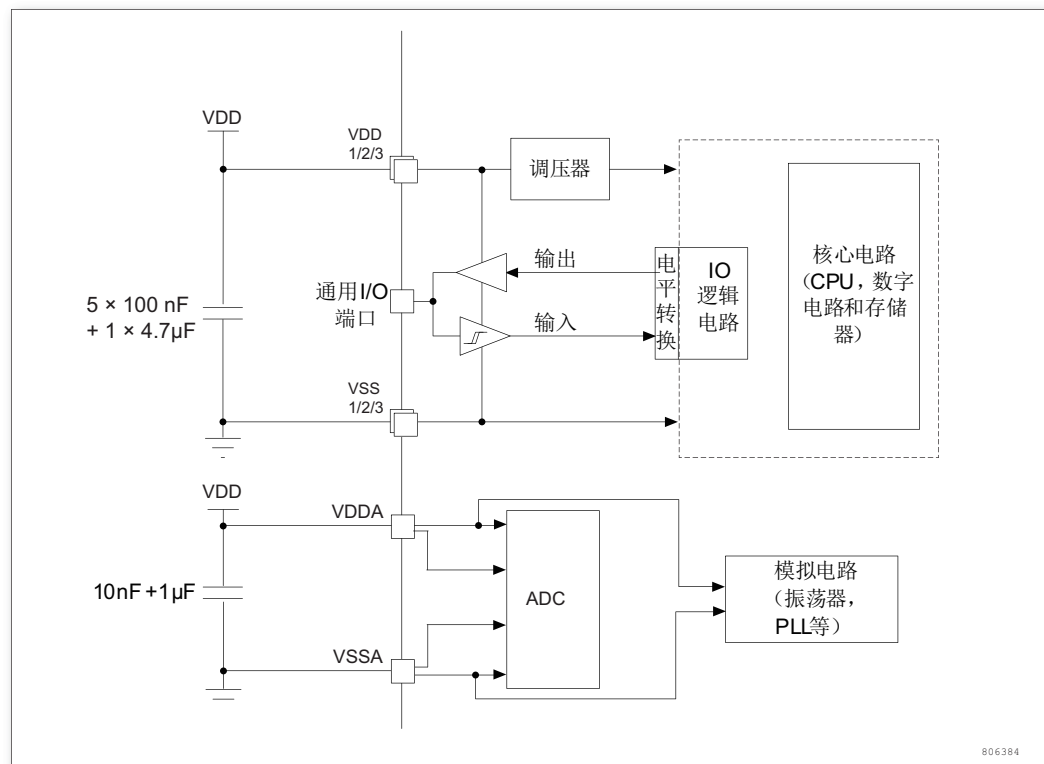 VDD
VDD
1/2/3
调压器
核心电路
（CPU，数字
电路和存储
器）
输出
电平转换
IO
逻辑
电路
通用I/O
端口
输入
5 × 100 nF
+ 1 × 4.7µF
VSS
1/2/3
VDD
VDDA
ADC
模拟电路
（振荡器，
PLL等）
10nF+1µF
VSSA
806384